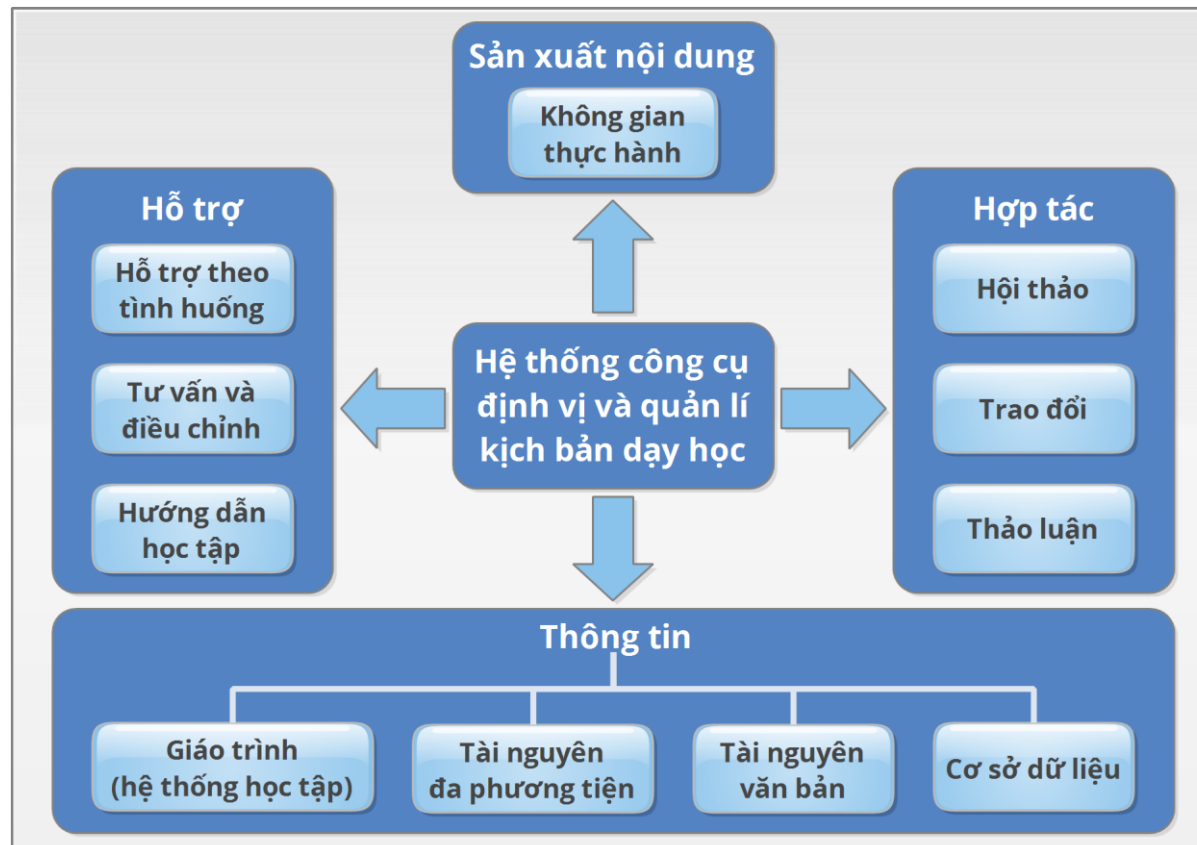 Sản xuất nội dung
Không gian
thực hành
Hỗ trợ
Hỗ trợ theo
tình huống
Tư vấn và
điều chỉnh
Hướng dẫn
học tập
Hệ thống công cụ
định vị và quản lí
kịch bản dạy học
Hợp tác
Hội thảo
Trao đổi
Thảo luận
Thông tin
Giáo trình
(hệ thống học tập)
Tài nguyên
đa phương tiện
Tài nguyên
văn bản
Cơ sở dữ liệu